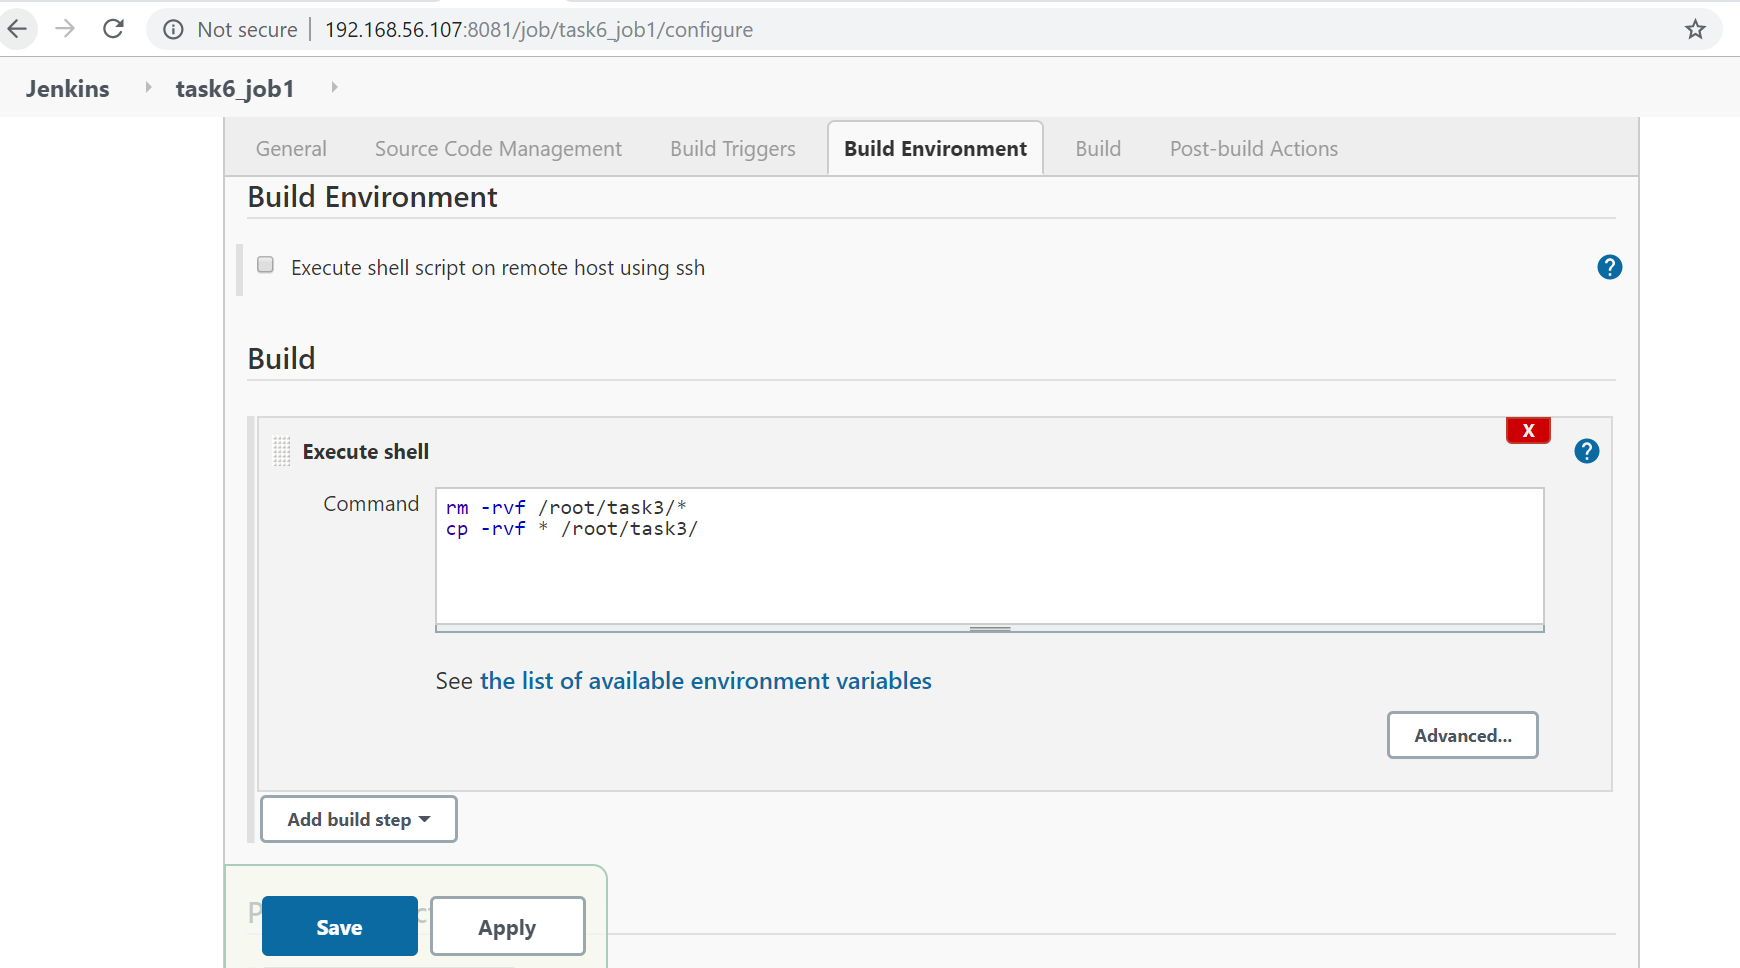 Not secure | 192.168.56.107:8081/job/task6_job1/configure
Jenkins task6_job1
General Source Code Management Build Triggers Build Environment Build Post-build Actions
Build Environment
Execute shell script on remote host using ssh
?
Build
X
Execute shell
?
Command
rm -rvf /root/task3/*
cp -rvf * /root/task3/
See the list of available environment variables
Advanced...
Add build step
Save Apply